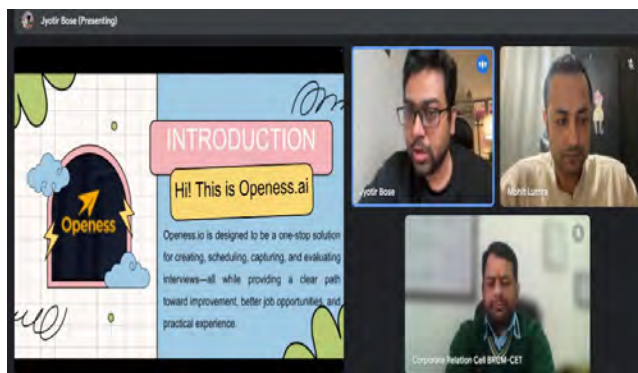 Jyotir Bose (Presenting)
INTRODUCTION
Hi! This is Openess.ai
Openess
Openess.io is designed to be a one-stop solution
for creating, scheduling, capturing, and evaluating
interviews—all while providing a clear path
toward improvement, better job opportunities, and
practical experience.
Jyotir Bose
Mohit Lumra
Corporate Relation Cell BRCM-CET